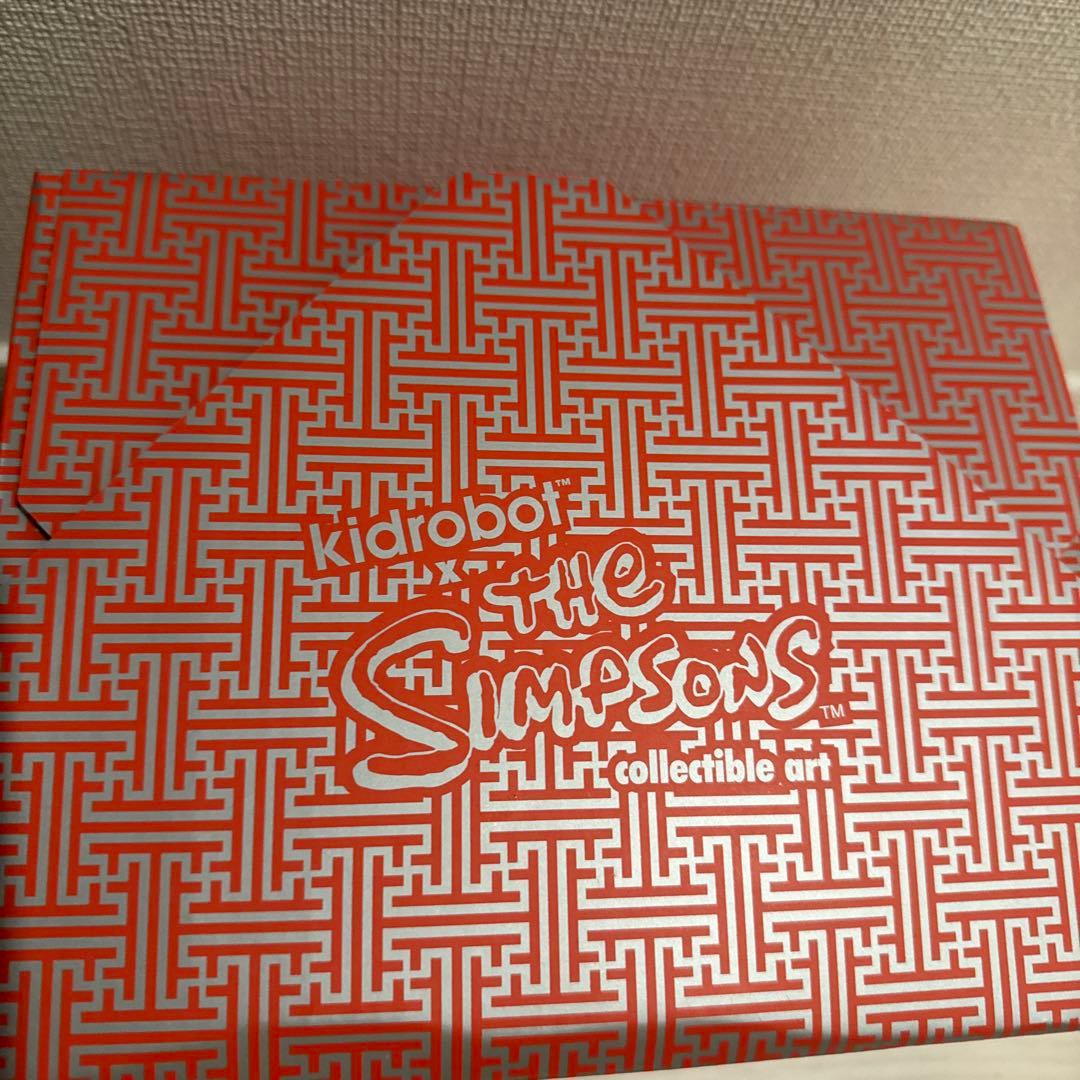 kidrobot™
x
THE
SIMPSONS™
collectible art